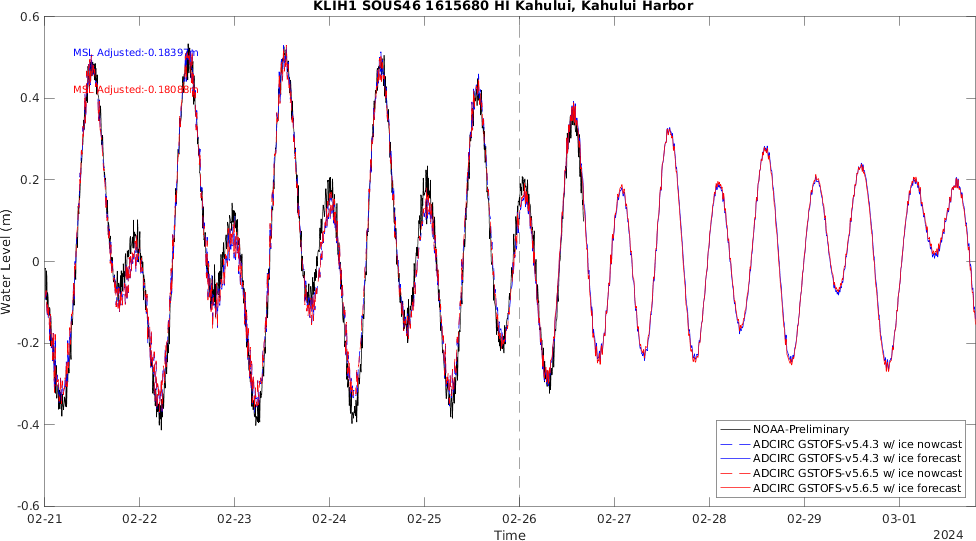 KLIH1 SOUS46 1615680 HI Kahului, Kahului Harbor
0.6
0.4
0.2
0
-0.2
-0.4
-0.6
Water Level (m)
MSL Adjusted:-0.18397m
MSL Adjusted:-0.18088m
NOAA-Preliminary
ADCIRC GSTOFS-v5.4.3 w/ ice nowcast
ADCIRC GSTOFS-v5.4.3 w/ ice forecast
ADCIRC GSTOFS-v5.6.5 w/ ice nowcast
ADCIRC GSTOFS-v5.6.5 w/ ice forecast
02-21 02-22 02-23 02-24 02-25 02-26 02-27 02-28 02-29 03-01
Time
2024